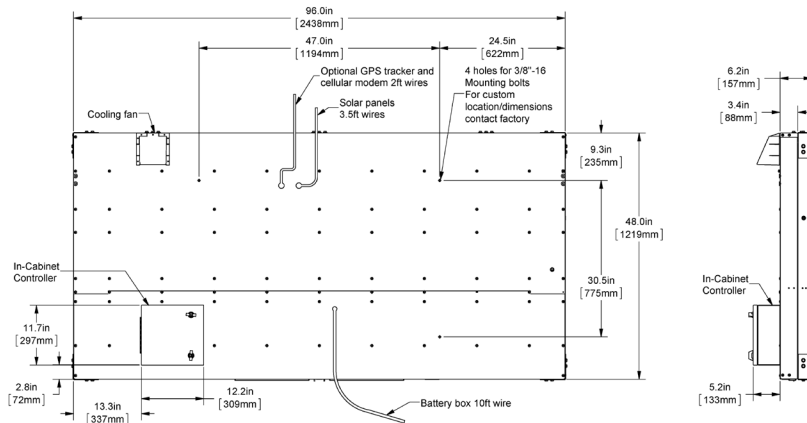 96.0in
[2438mm]
47.0in
[1194mm]
24.5in
[622mm]
Optional GPS tracker and
cellular modem 2ft wires
Solar panels
3.5ft wires
4 holes for 3/8"-16
Mounting bolts
For custom
location/dimensions
contact factory
Cooling fan
6.2in
[157mm]
3.4in
[88mm]
9.3in
[235mm]
48.0in
[1219mm]
30.5in
[775mm]
In-Cabinet
Controller
11.7in
[297mm]
2.8in
[72mm]
13.3in
[337mm]
12.2in
[309mm]
Battery box 10ft wire
In-Cabinet
Controller
5.2in
[133mm]